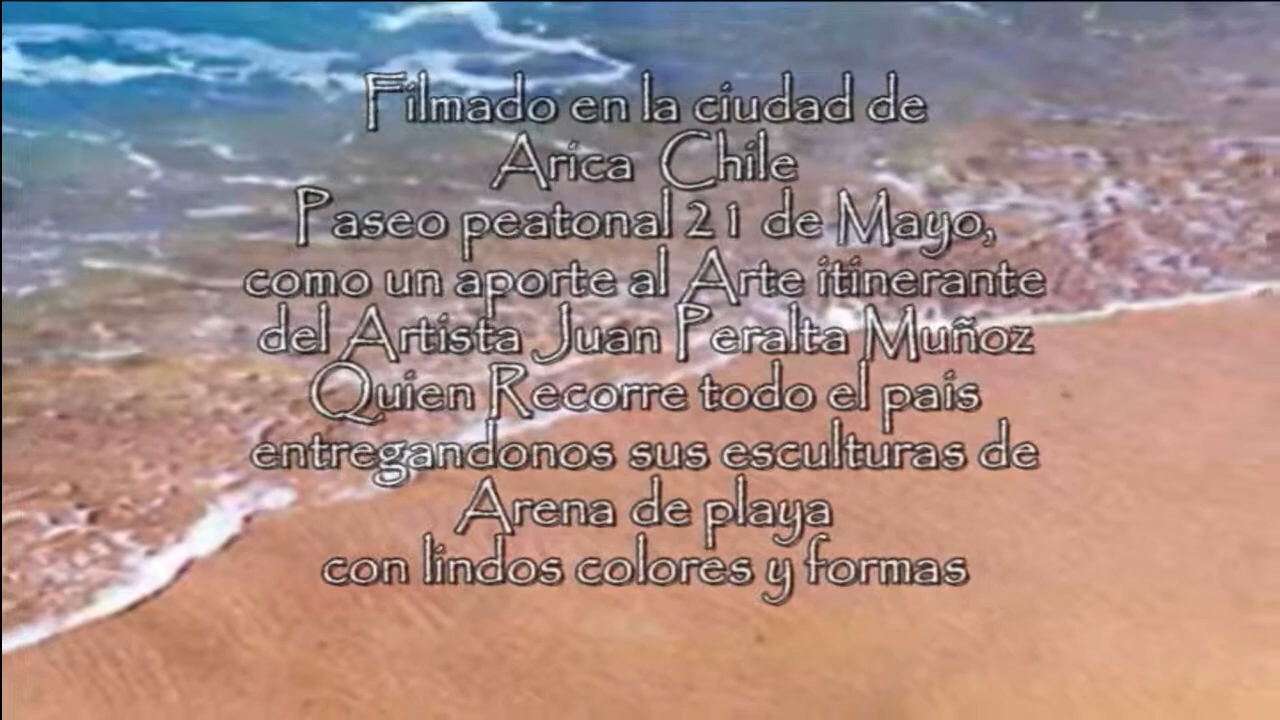 Filmado en la ciudad de
Arica Chile
Paseo peatonal 21 de Mayo,
como un aporte al Arte itinerante
del Artista Juan Peralta Muñoz
Quien Recorre todo el pais
entregandonos sus esculturas de
Arena de playa
con lindos colores y formas